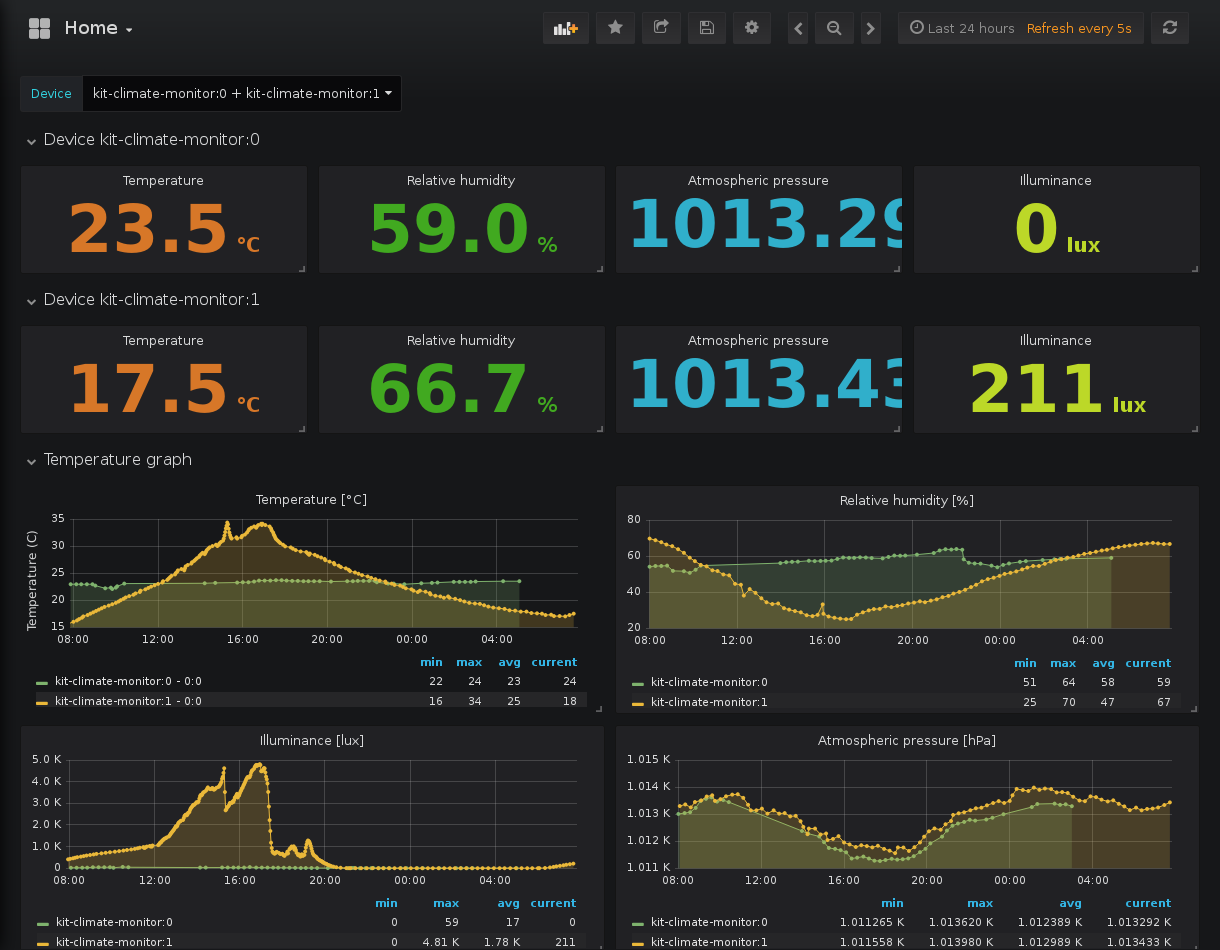 Home
Last 24 hours Refresh every 5s
Device kit-climate-monitor:0 + kit-climate-monitor:1
Device kit-climate-monitor:0
Temperature Relative humidity Atmospheric pressure Illuminance
23.5 °C 59.0 % 1013.29 0 lux
Device kit-climate-monitor:1
Temperature Relative humidity Atmospheric pressure Illuminance
17.5 °C 66.7 % 1013.43 211 lux
Temperature graph
Temperature [°C]
Temperature (C)
35
30
25
20
15
08:00 12:00 16:00 20:00 00:00 04:00
min max avg current
kit-climate-monitor:0 - 0:0 22 24 23 24
kit-climate-monitor:1 - 0:0 16 34 25 18
Relative humidity [%]
80
60
40
20
08:00 12:00 16:00 20:00 00:00 04:00
min max avg current
kit-climate-monitor:0 51 64 58 59
kit-climate-monitor:1 25 70 47 67
Illuminance [lux]
5.0 K
4.0 K
3.0 K
2.0 K
1.0 K
0
08:00 12:00 16:00 20:00 00:00 04:00
min max avg current
kit-climate-monitor:0 0 59 17 0
kit-climate-monitor:1 0 4.81 K 1.78 K 211
Atmospheric pressure [hPa]
1.015 K
1.014 K
1.013 K
1.012 K
1.011 K
08:00 12:00 16:00 20:00 00:00 04:00
min max avg current
kit-climate-monitor:0 1.011265 K 1.013620 K 1.012389 K 1.013292 K
kit-climate-monitor:1 1.011558 K 1.013980 K 1.012989 K 1.013433 K